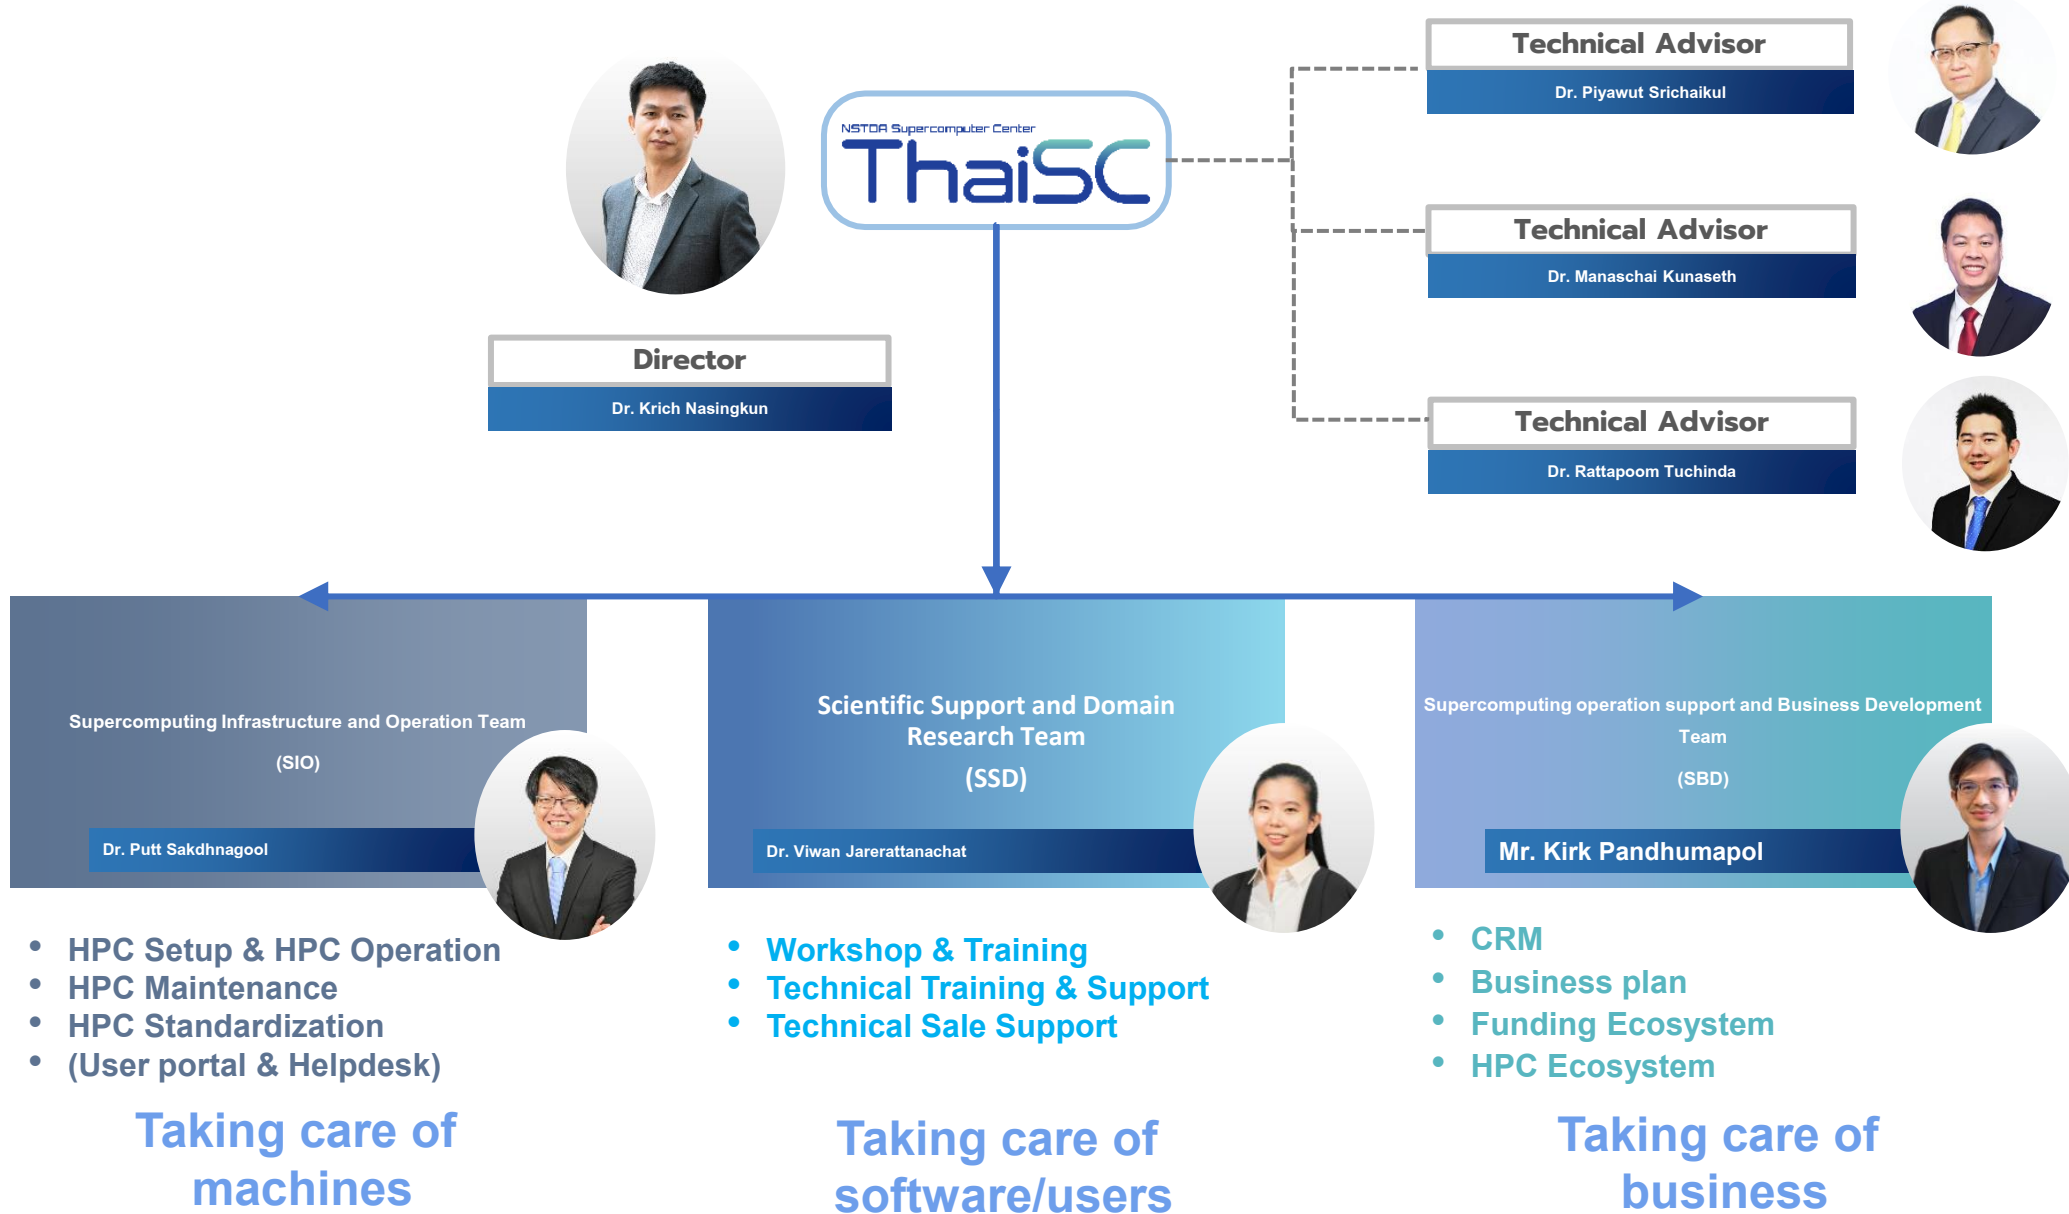 Technical Advisor
Dr. Piyawut Srichaikul
NSTDA Supercomputer Center
ThaiSC
Technical Advisor
Dr. Manaschai Kunaseth
Director
Dr. Krich Nasingkun
Technical Advisor
Dr. Rattapoom Tuchinda
Supercomputing Infrastructure and Operation Team
(SIO)
Dr. Putt Sakdhnagool
• HPC Setup & HPC Operation
• HPC Maintenance
• HPC Standardization
• (User portal & Helpdesk)
Taking care of
machines
Scientific Support and Domain
Research Team
(SSD)
Dr. Viwan Jarerattanachat
• Workshop & Training
• Technical Training & Support
• Technical Sale Support
Taking care of
software/users
Supercomputing operation support and Business Development
Team
(SBD)
Mr. Kirk Pandhumapol
• CRM
• Business plan
• Funding Ecosystem
• HPC Ecosystem
Taking care of
business